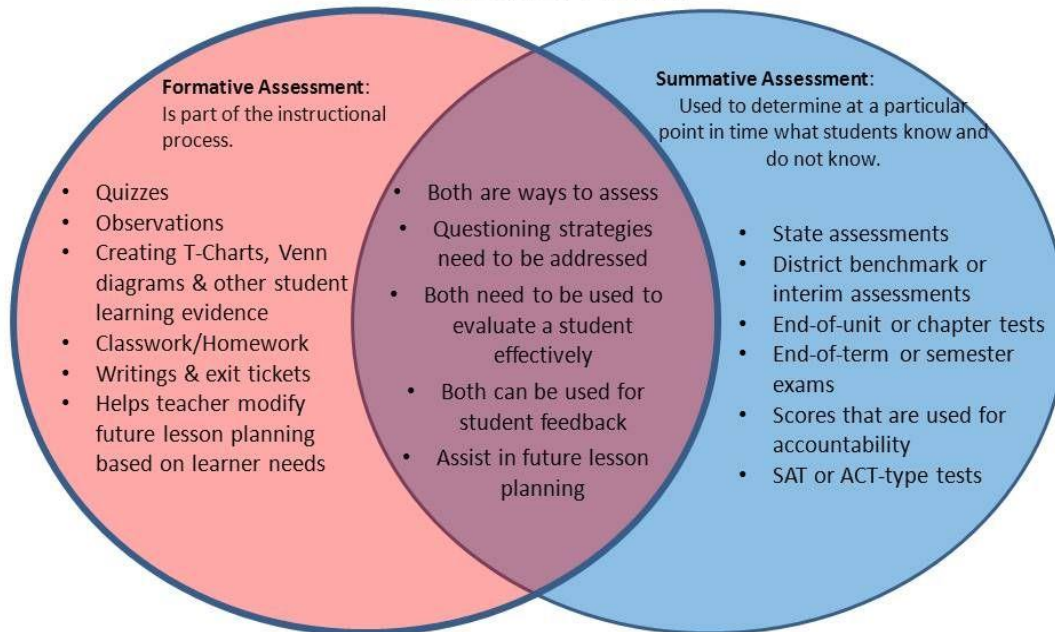 Formative Assessment:
Is part of the instructional
process.
• Quizzes
• Observations
• Creating T-Charts, Venn
diagrams & other student
learning evidence
• Classwork/Homework
• Writings & exit tickets
• Helps teacher modify
future lesson planning
based on learner needs
• Both are ways to assess
• Questioning strategies
need to be addressed
• Both need to be used to
evaluate a student
effectively
• Both can be used for
student feedback
• Assist in future lesson
planning
Summative Assessment:
Used to determine at a particular
point in time what students know and
do not know.
• State assessments
• District benchmark or
interim assessments
• End-of-unit or chapter tests
• End-of-term or semester
exams
• Scores that are used for
accountability
• SAT or ACT-type tests